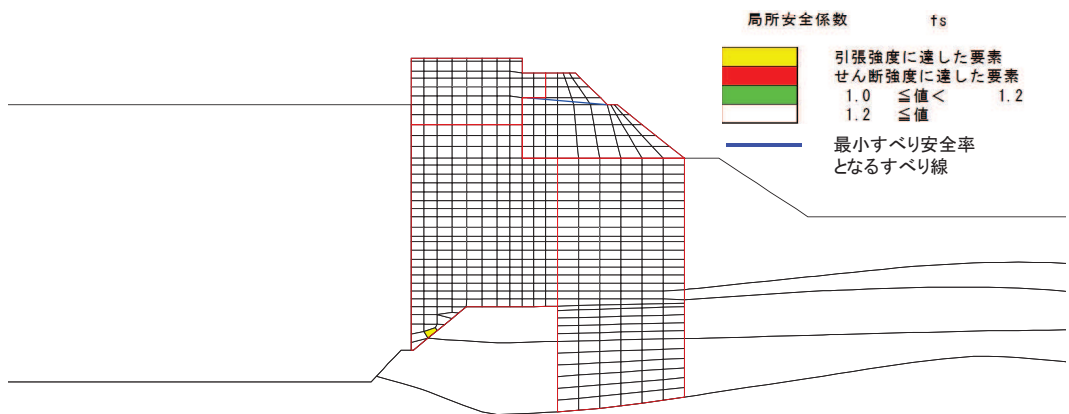 局所安全係数 fs
引張強度に達した要素
せん断強度に達した要素
1.0 ≦値< 1.2
1.2 ≦値
最小すべり安全率
となるすべり線